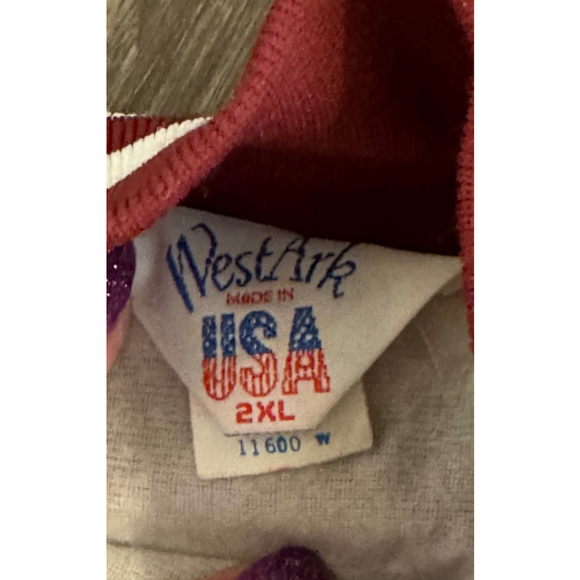 WestArk
MADE IN
USA
2XL
11600 W